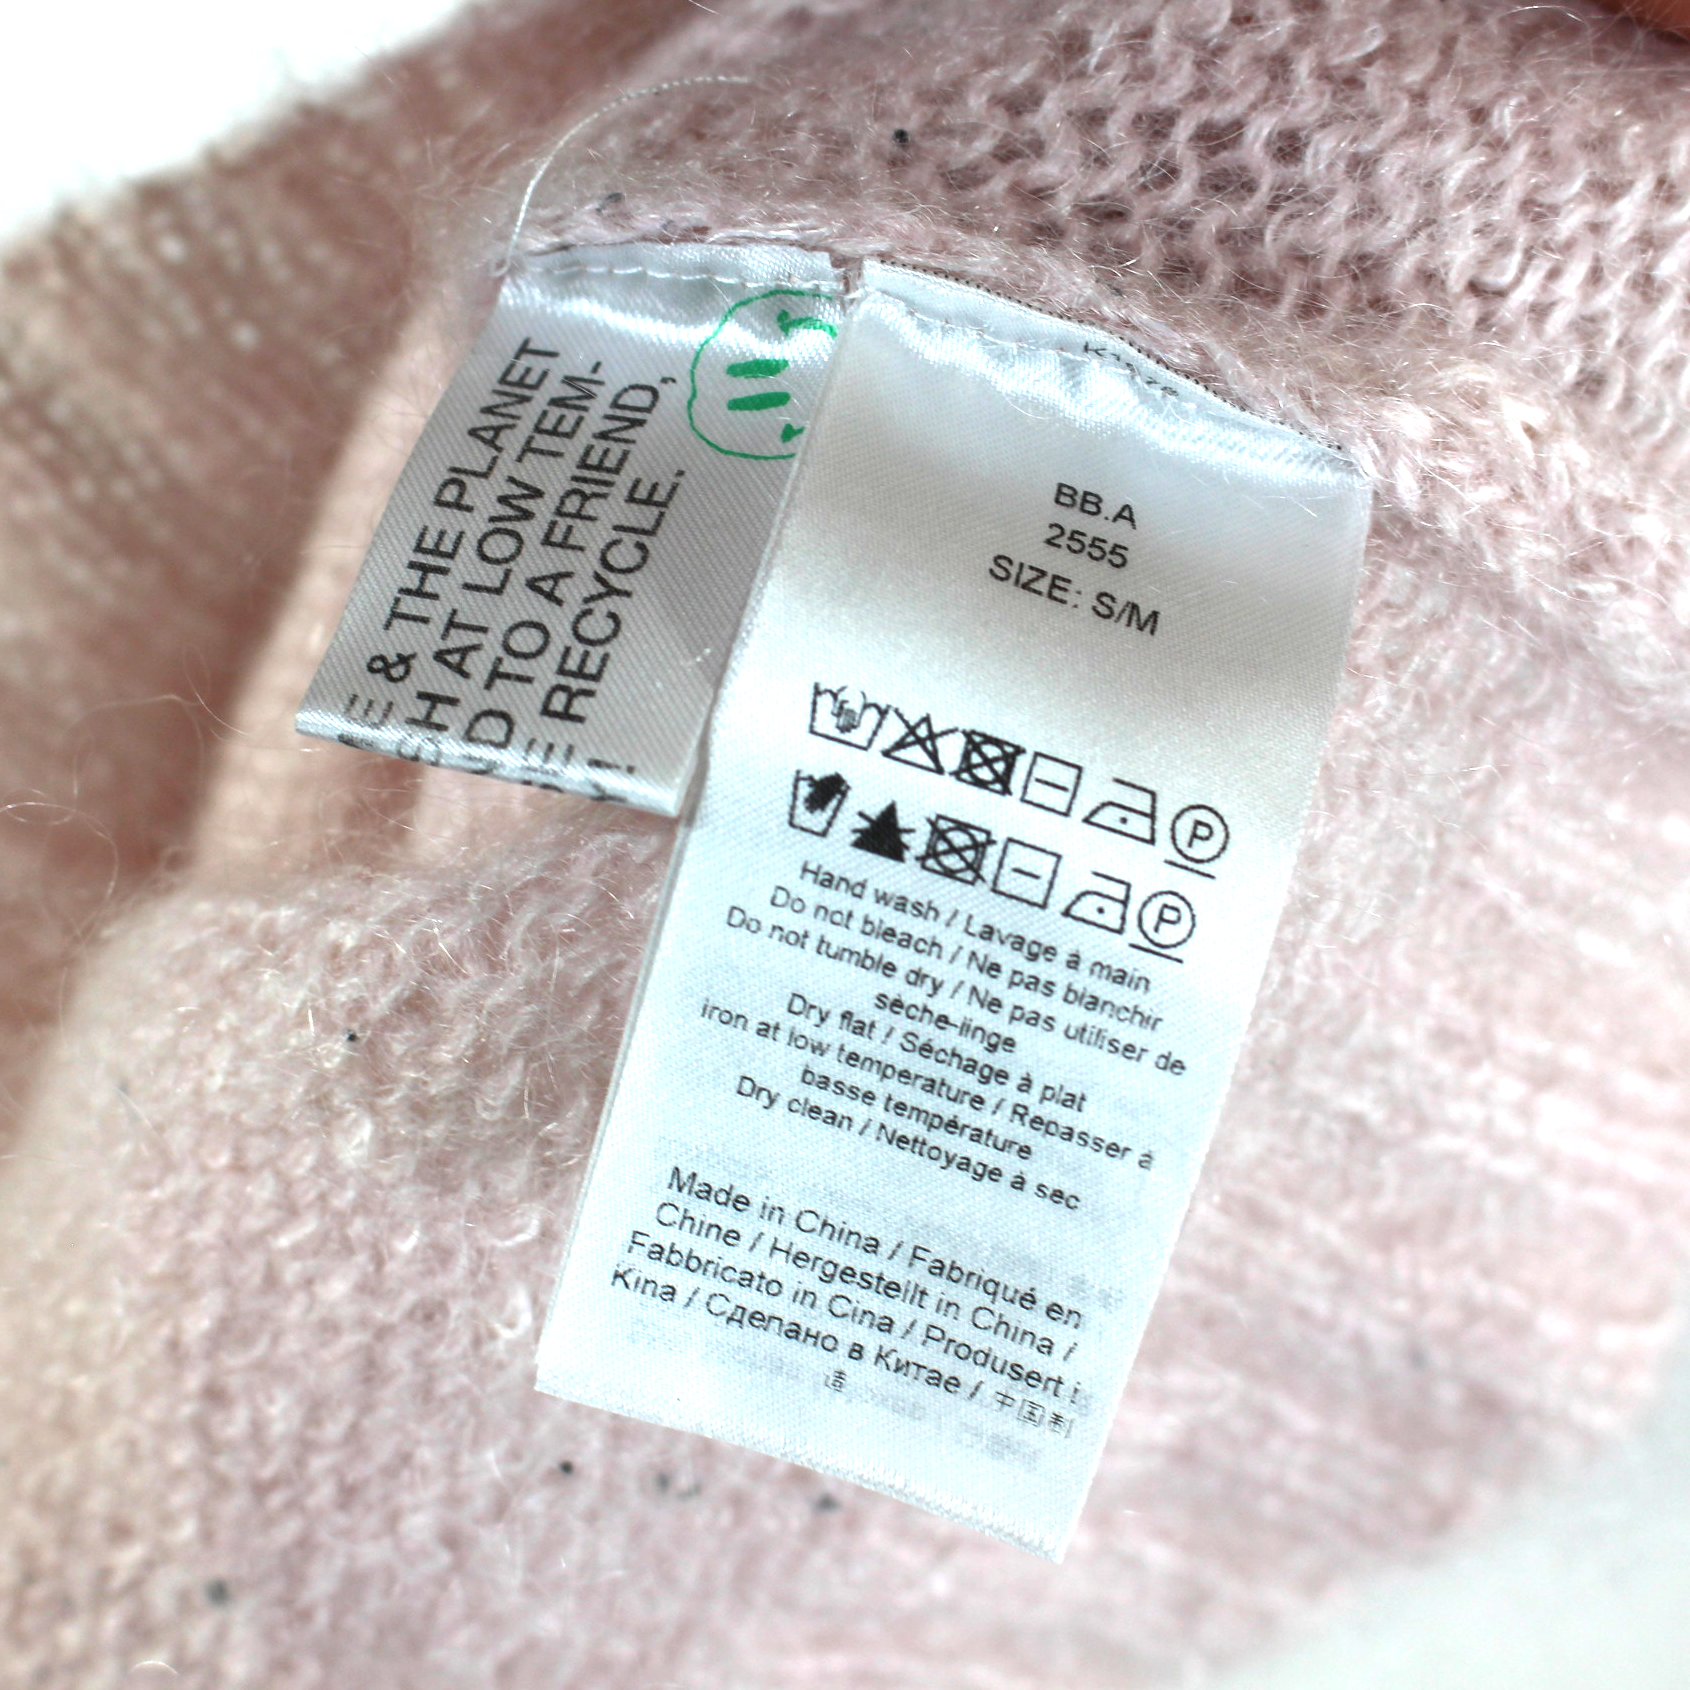 & THE PLANET
H AT LOW TEM-
D TO A FRIEND,
E RECYCLE.
BB.A
2555
SIZE: S/M
P
P
Hand wash / Lavage à main
Do not bleach / Ne pas blanchir
Do not tumble dry / Ne pas utiliser de
sèche-linge
Dry flat / Séchage à plat
Iron at low temperature / Repasser à
basse température
Dry clean / Nettoyage à sec
Made in China / Fabriqué en
Chine / Hergestellt in China /
Fabbricato in Cina / Produsert i
Kina / Сделано в Китае / 中国制
造